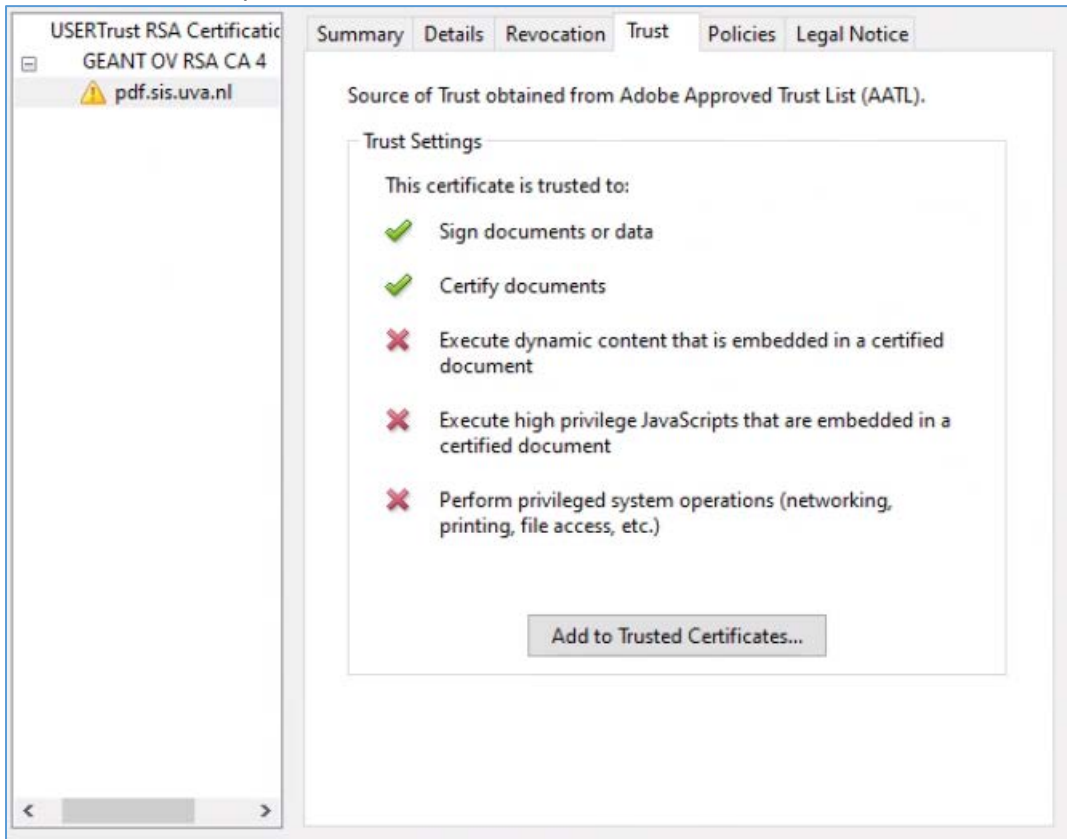 USERTrust RSA Certificatic
GEANT OV RSA CA 4
pdf.sis.uva.nl
Summary Details Revocation Trust Policies Legal Notice
Source of Trust obtained from Adobe Approved Trust List (AATL).
Trust Settings
This certificate is trusted to:
Sign documents or data
Certify documents
Execute dynamic content that is embedded in a certified
document
Execute high privilege JavaScripts that are embedded in a
certified document
Perform privileged system operations (networking,
printing, file access, etc.)
Add to Trusted Certificates...